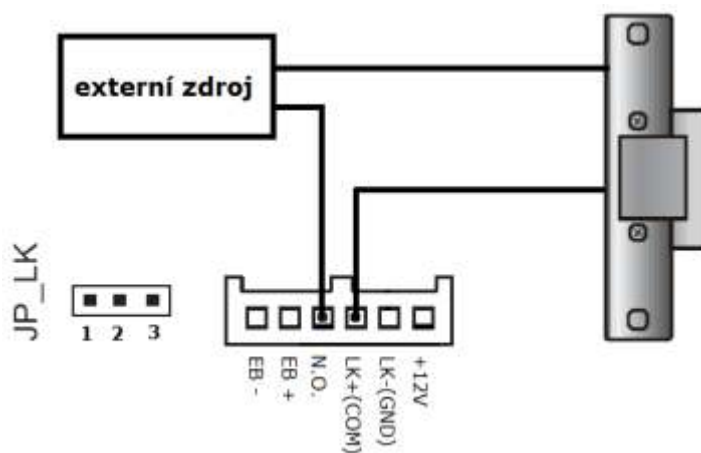 externí zdroj
JP_LK
1 2 3
EB -
EB +
N.O.
LK+(COM)
LK-(GND)
+12V